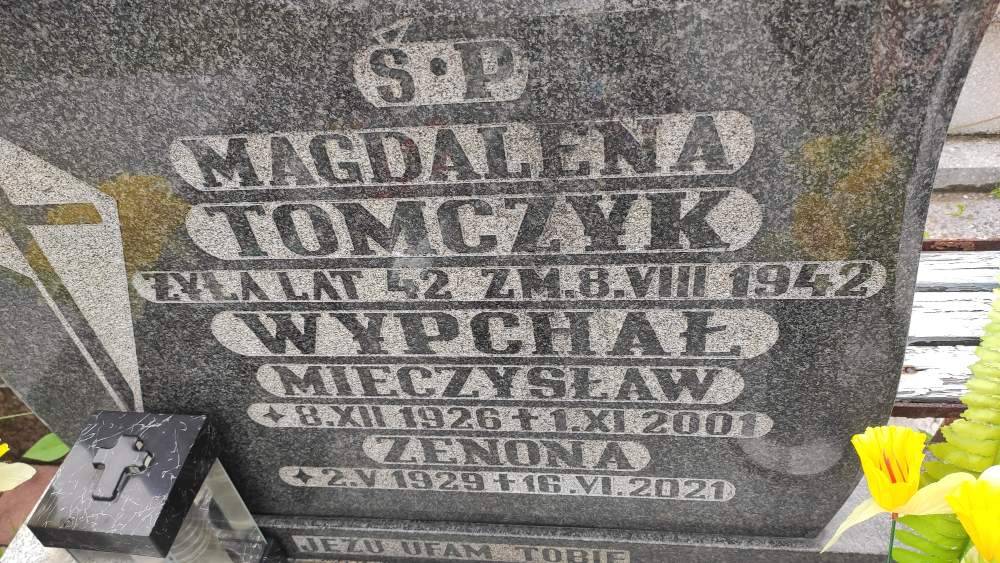 Ś•P
MAGDALENA
TOMCZYK
ŻYŁA LAT 42 ZM. 8. VIII 1942
WYPCHAŁ
MIECZYSŁAW
✦ 8. XII 1926 ✝ 1. XI 2001
ZENONA
✦ 2. V 1929 ✝ 16. VI. 2021
JEZU UFAM TOBIE